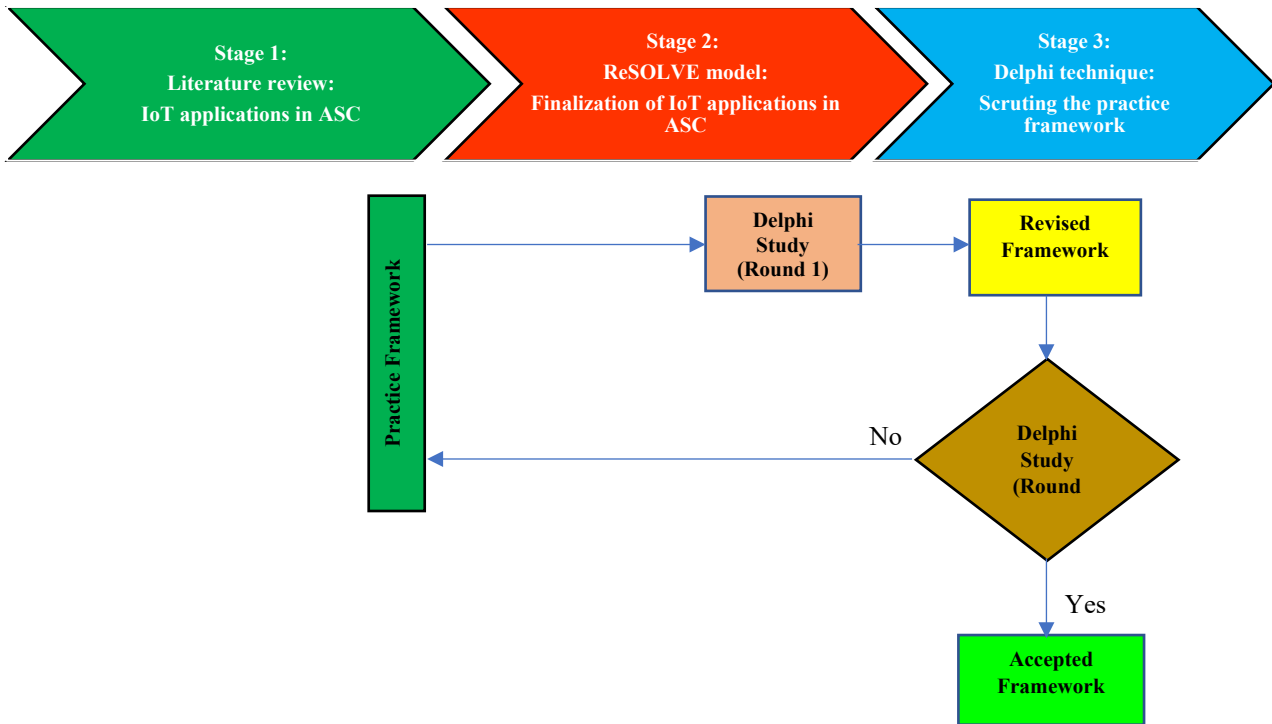 Stage 1:
Literature review:
IoT applications in ASC
Stage 2:
ReSOLVE model:
Finalization of IoT applications in
ASC
Stage 3:
Delphi technique:
Scruting the practice
framework
Practice Framework
Delphi
Study
(Round 1)
Revised
Framework
No
Delphi
Study
(Round
Yes
Accepted
Framework